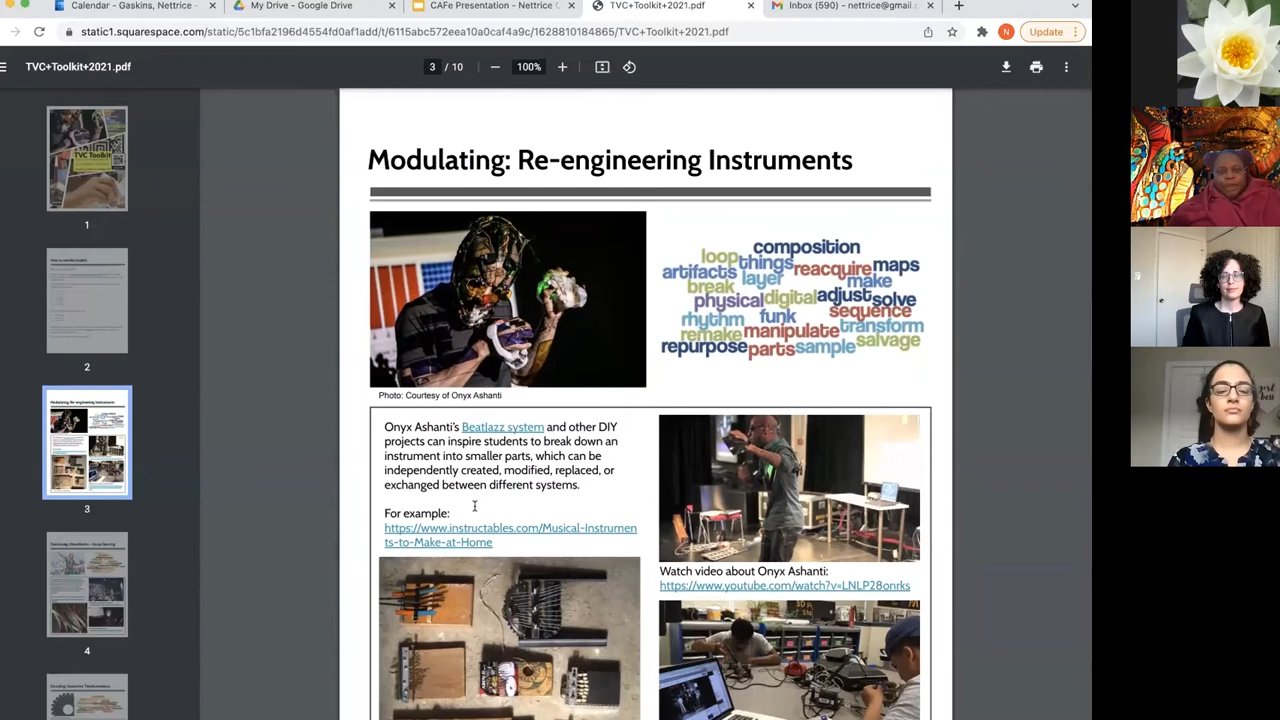 Calendar - Gaskins, Nettrice -
My Drive - Google Drive
CAFe Presentation - Nettrice
TVC+Toolkit+2021.pdf
Inbox (590) - nettrice@gmail.c
static1.squarespace.com/static/5c1bfa2196d4554fd0af1add/t/6115abc572eea10a0caf4a9c/1628810184865/TVC+Toolkit+2021.pdf
N
Update
TVC+Toolkit+2021.pdf
3 / 10
100%
TVC Toolkit
1
2
3
4
Modulating: Re-engineering Instruments
composition
loop things reacquire maps
artifacts layer make
break physical digital adjust solve
rhythm funk sequence
remake manipulate transform
repurpose parts sample salvage
Photo: Courtesy of Onyx Ashanti
Onyx Ashanti's Beatlazz system and other DIY
projects can inspire students to break down an
instrument into smaller parts, which can be
independently created, modified, replaced, or
exchanged between different systems.
For example:
https://www.instructables.com/Musical-Instrumen
ts-to-Make-at-Home
Watch video about Onyx Ashanti:
https://www.youtube.com/watch?v=LNLP28onrks